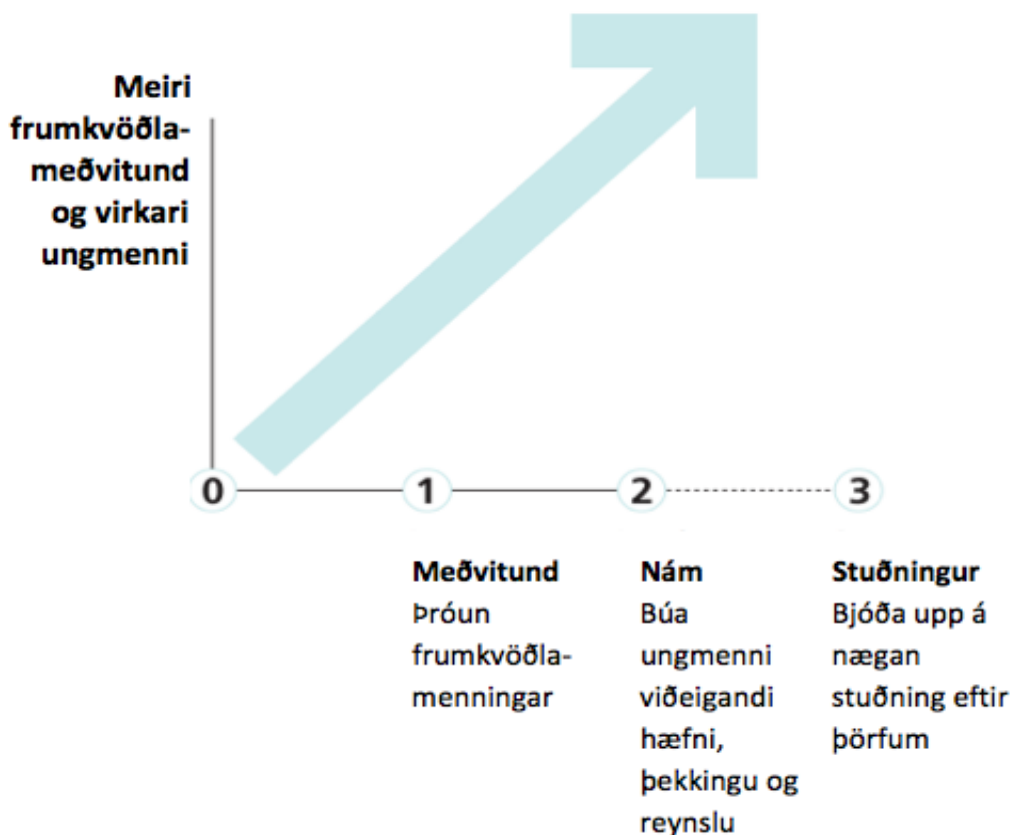 Meiri
frumkvöðla-
meðvitund
og virkari
ungmenni
0
1
2
3
Meðvitund
Þróun
frumkvöðla-
menningar
Nám
Búa
ungmenni
viðeigandi
hæfni,
þekkingu og
reynslu
Stuðningur
Bjóða upp á
nægan
stuðning eftir
þörfum